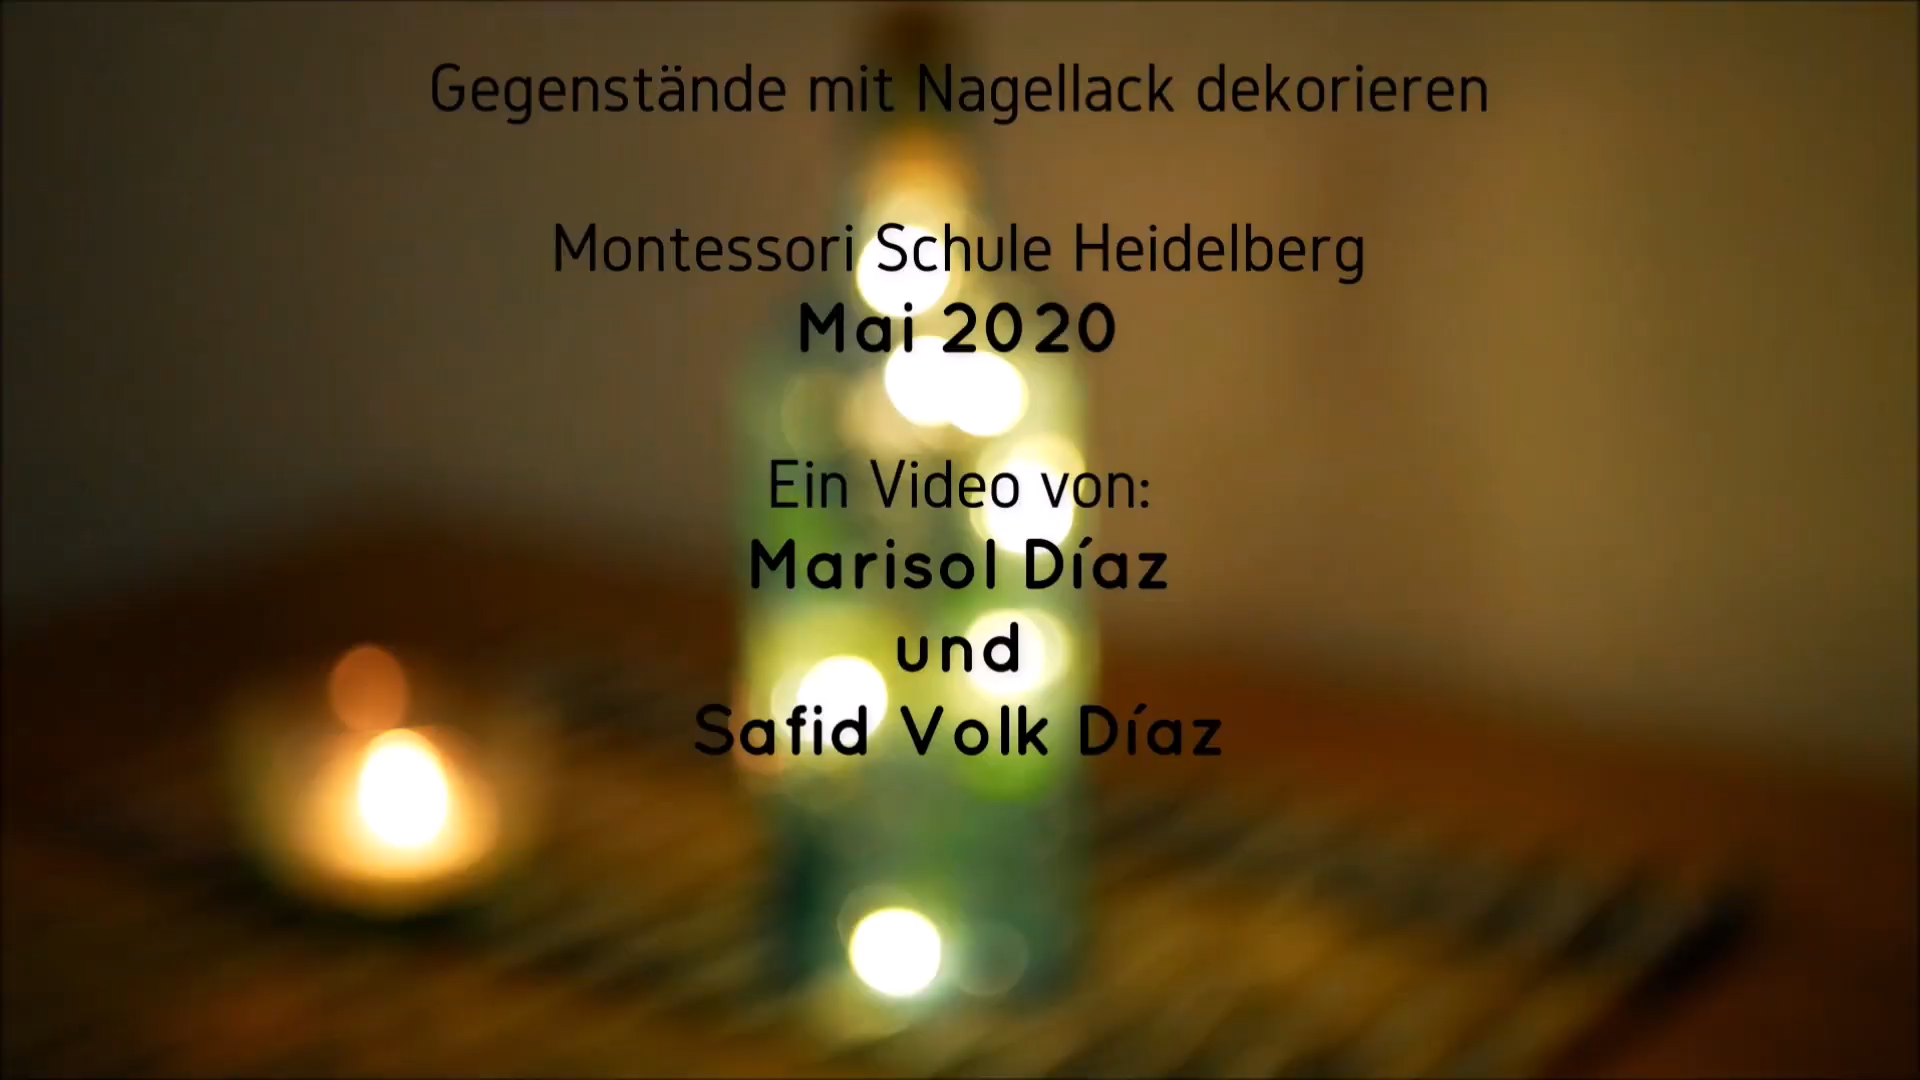 Gegenstände mit Nagellack dekorieren
Montessori Schule Heidelberg
Mai 2020
Ein Video von:
Marisol Díaz
und
Safid Volk Díaz